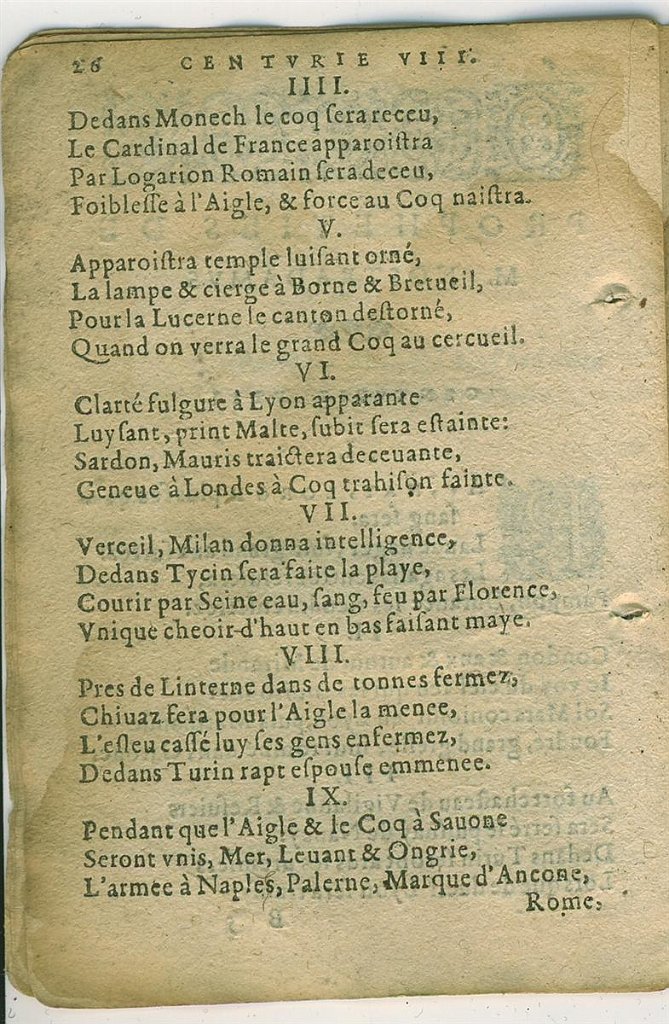 26 CENTVRIE VIII.
IIII.
Dedans Monech le coq ſera receu,
Le Cardinal de France apparoiſtra
Par Logarion Romain ſera deceu,
Foibleſſe à l'Aigle, & force au Coq naiſtra.
V.
Apparoiſtra temple luiſant orné,
La lampe & cierge à Borne & Bretueil,
Pour la Lucerne le canton deſtorné,
Quand on verra le grand Coq au cercueil.
VI.
Clarté fulgure à Lyon apparante
Luyſant, print Malte, ſubit ſera eſtainte:
Sardon, Mauris traictera deceuante,
Geneue à Londes à Coq trahiſon fainte.
VII.
Verceil, Milan donna intelligence,
Dedans Tycin ſera faite la playe,
Courir par Seine eau, ſang, feu par Florence,
Vnique cheoir-d'haut en bas faiſant maye.
VIII.
Pres de Linterne dans de tonnes fermez,
Chiuaz fera pour l'Aigle la menee,
L'eſleu caſſé luy ſes gens enfermez,
Dedans Turin rapt eſpouſe emmenee.
IX.
Pendant que l'Aigle & le Coq à Sauone
Seront vnis, Mer, Leuant & Ongrie,
L'armee à Naples, Palerne, Marque d'Ancone,
Rome,